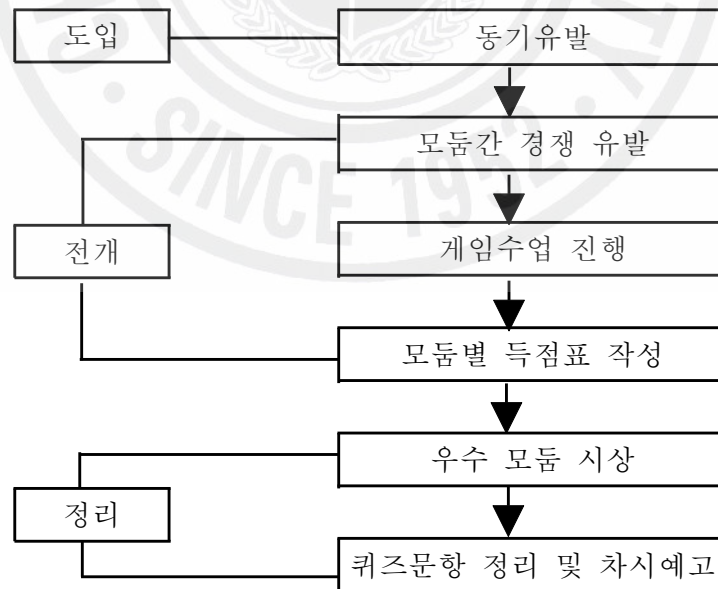 도입
동기유발
모둠간 경쟁 유발
전개
게임수업 진행
모둠별 득점표 작성
우수 모둠 시상
정리
퀴즈문항 정리 및 차시예고
SINCE 1952